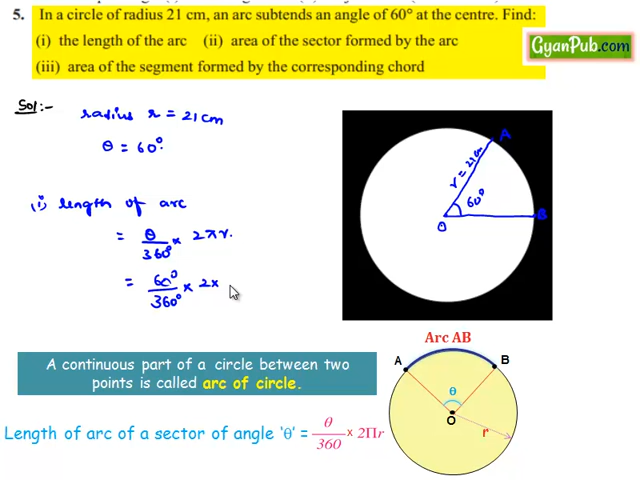 5. In a circle of radius 21 cm, an arc subtends an angle of 60° at the centre. Find:
(i) the length of the arc (ii) area of the sector formed by the arc
(iii) area of the segment formed by the corresponding chord
GyanPub.com
Sol:-
radius r = 21 cm
θ = 60°.
(i) length of arc
= θ/360° × 2πr.
= 60°/360° × 2×
A
r = 21 cm
60°
O
B
A continuous part of a circle between two
points is called arc of circle.
Length of arc of a sector of angle 'θ' = θ/360 × 2Πr
Arc AB
A
B
θ
O
r